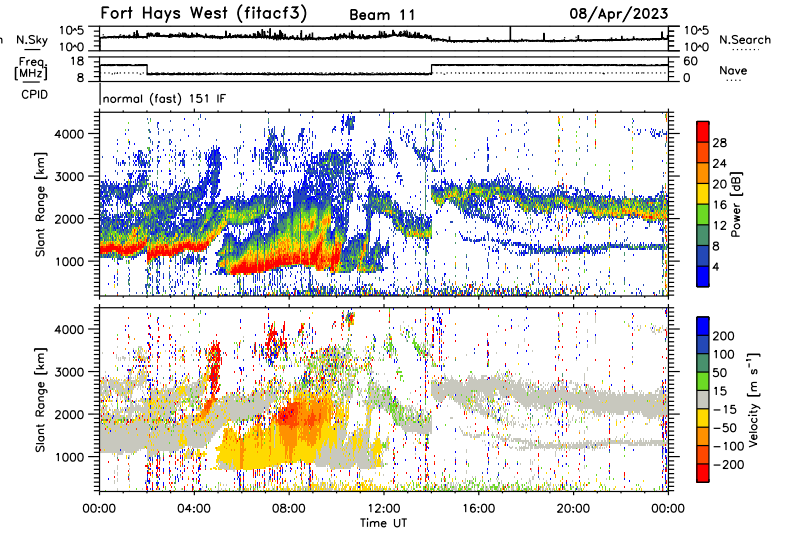 Fort Hays West (fitacf3) Beam 11 08/Apr/2023
N.Sky 10^5 10^5 N.Search
10^0 10^0
Freq. 18 60 Nave
[MHz] 8 0
CPID normal (fast) 151 IF
Slant Range [km]
4000
3000
2000
1000
28
24
20
16
12
8
4
Power [dB]
Slant Range [km]
4000
3000
2000
1000
200
100
50
15
-15
-50
-100
-200
Velocity [m s⁻¹]
00:00 04:00 08:00 12:00 16:00 20:00 00:00
Time UT